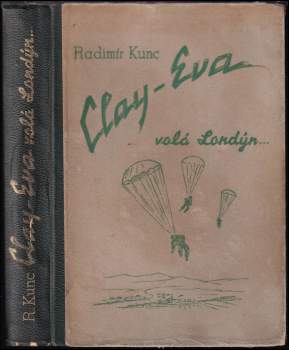 R. Kunc Clay-Eva volá Londýn...
Radimír Kunc
Clay-Eva
volá Londýn...